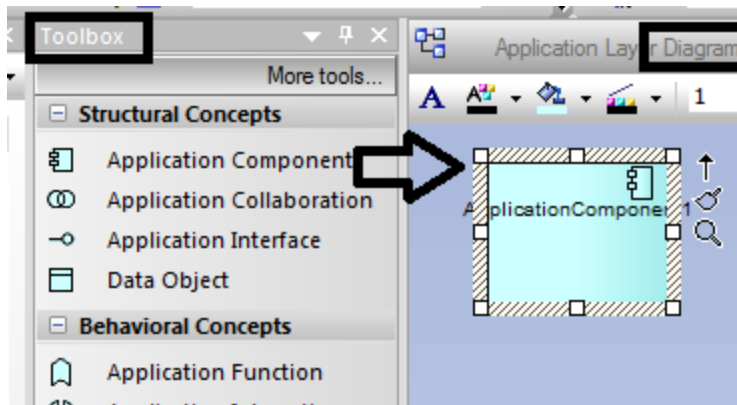 Toolbox
More tools...
Structural Concepts
Application Component
Application Collaboration
Application Interface
Data Object
Behavioral Concepts
Application Function
Application Layer Diagram
A
1
ApplicationComponent1